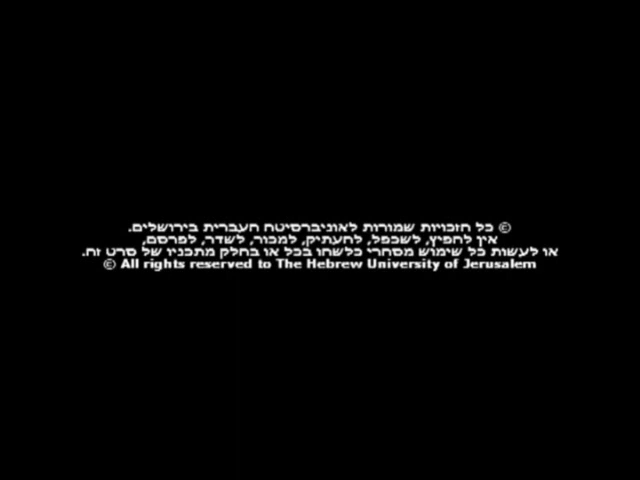 © כל הזכויות שמורות לאוניברסיטה העברית בירושלים.
אין להפיץ, לשכפל, להעתיק, למכור, לשדר, לפרסם,
או לעשות כל שימוש מסחרי כלשהו בכל או בחלק מתכניו של סרט זה.
© All rights reserved to The Hebrew University of Jerusalem